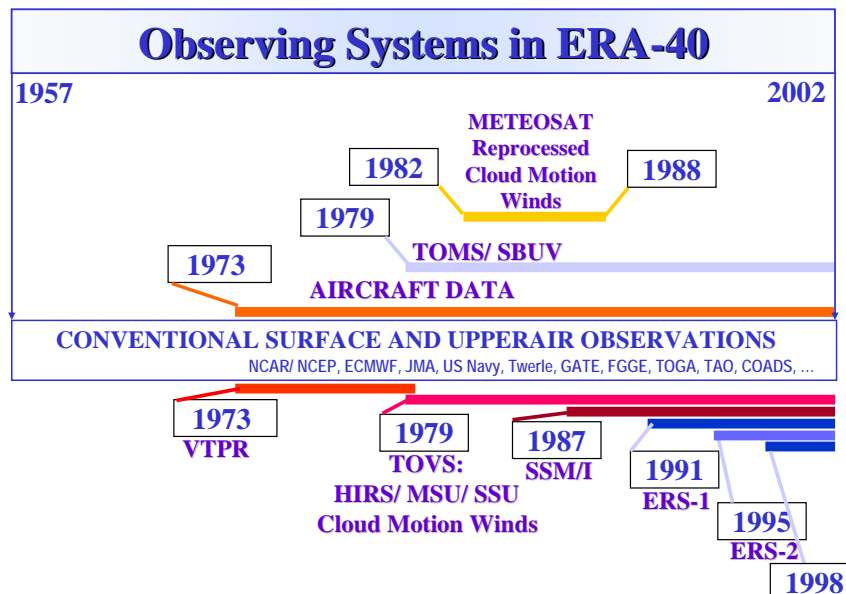 Observing Systems in ERA-40
1957
2002
METEOSAT
Reprocessed
Cloud Motion
Winds
1982
1988
1979
TOMS/ SBUV
1973
AIRCRAFT DATA
CONVENTIONAL SURFACE AND UPPERAIR OBSERVATIONS
NCAR/ NCEP, ECMWF, JMA, US Navy, Twerle, GATE, FGGE, TOGA, TAO, COADS, ...
1973
VTPR
1979
TOVS:
HIRS/ MSU/ SSU
Cloud Motion Winds
1987
SSM/I
1991
ERS-1
1995
ERS-2
1998